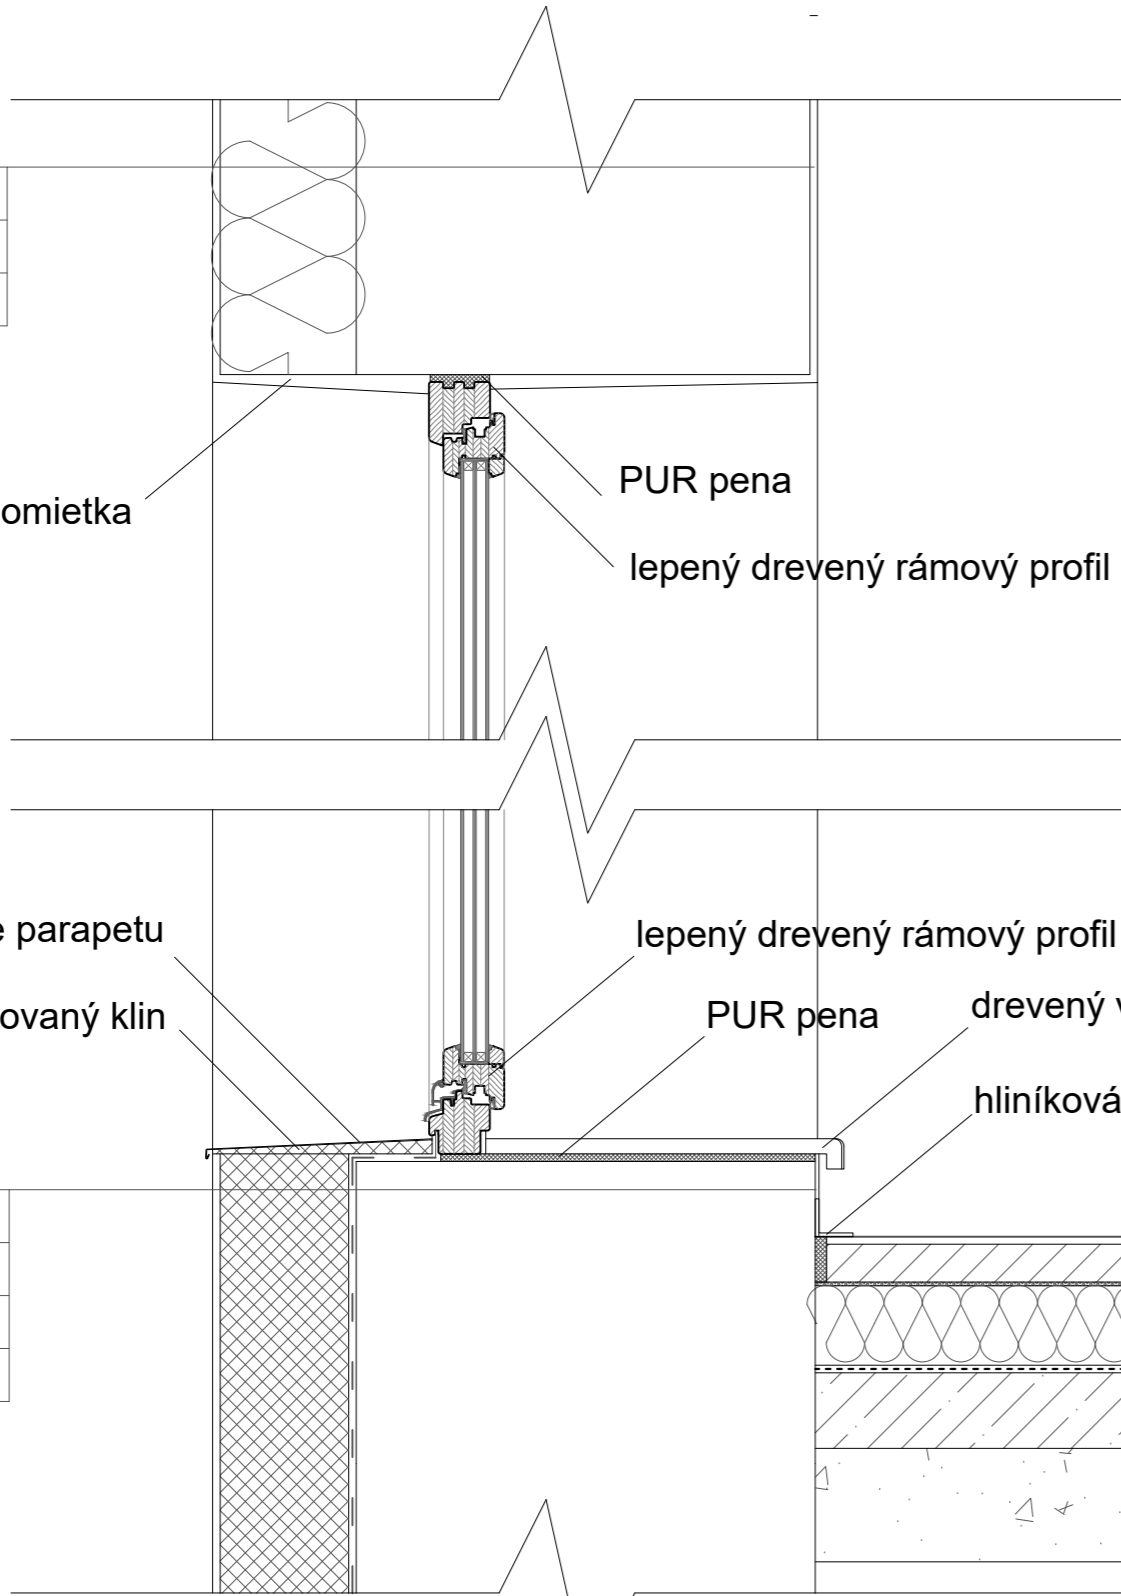 PUR pena
omietka
lepený drevený rámový profil
parapetu
lepený drevený rámový profil
ovaný klin
PUR pena
drevený
hliníková